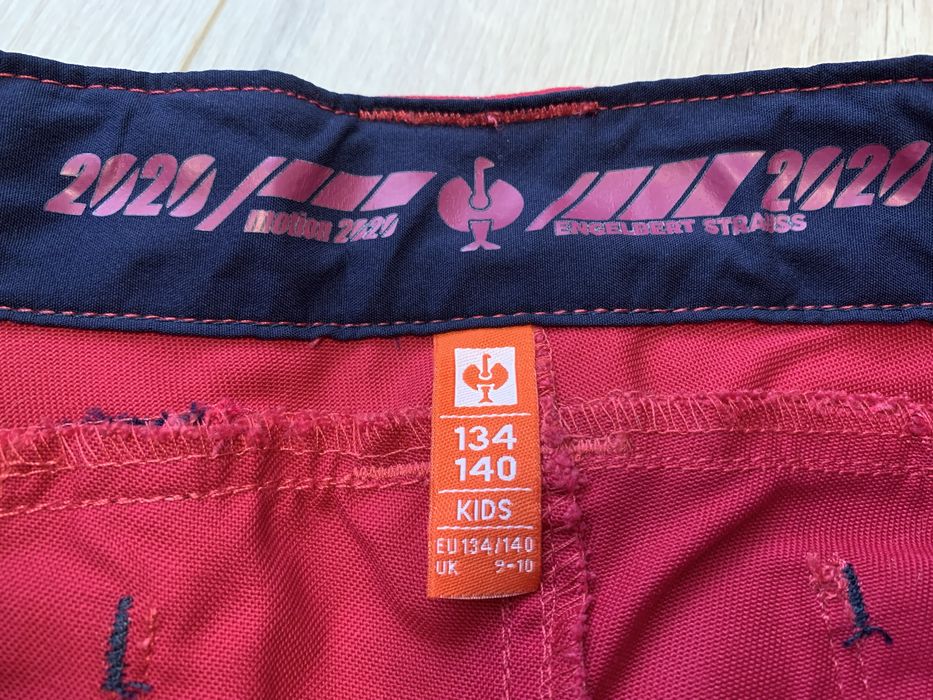 2020 2020
motion 2020 ENGELBERT STRAUSS
134
140
KIDS
EU 134/140
UK 9-10